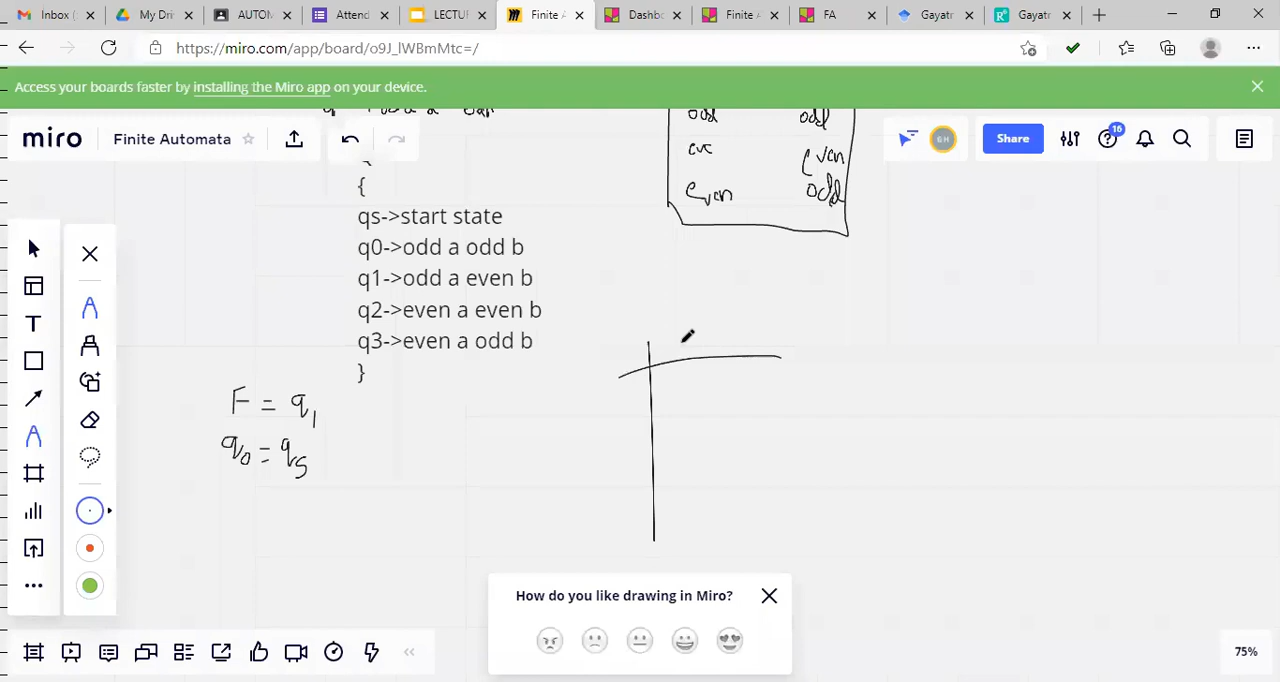 Inbox (
My Dri
AUTOM
Attend
LECTUR
Finite A
Dashb
Finite A
FA
Gayatr
Gayatr
https://miro.com/app/board/o9J_lWBmMtc=/
Access your boards faster by installing the Miro app on your device.
miro
Finite Automata
GH
Share
16
odd odd
even
even odd
{
qs->start state
q0->odd a odd b
q1->odd a even b
q2->even a even b
q3->even a odd b
}
F = q1
q0 = qs
T
How do you like drawing in Miro?
75%